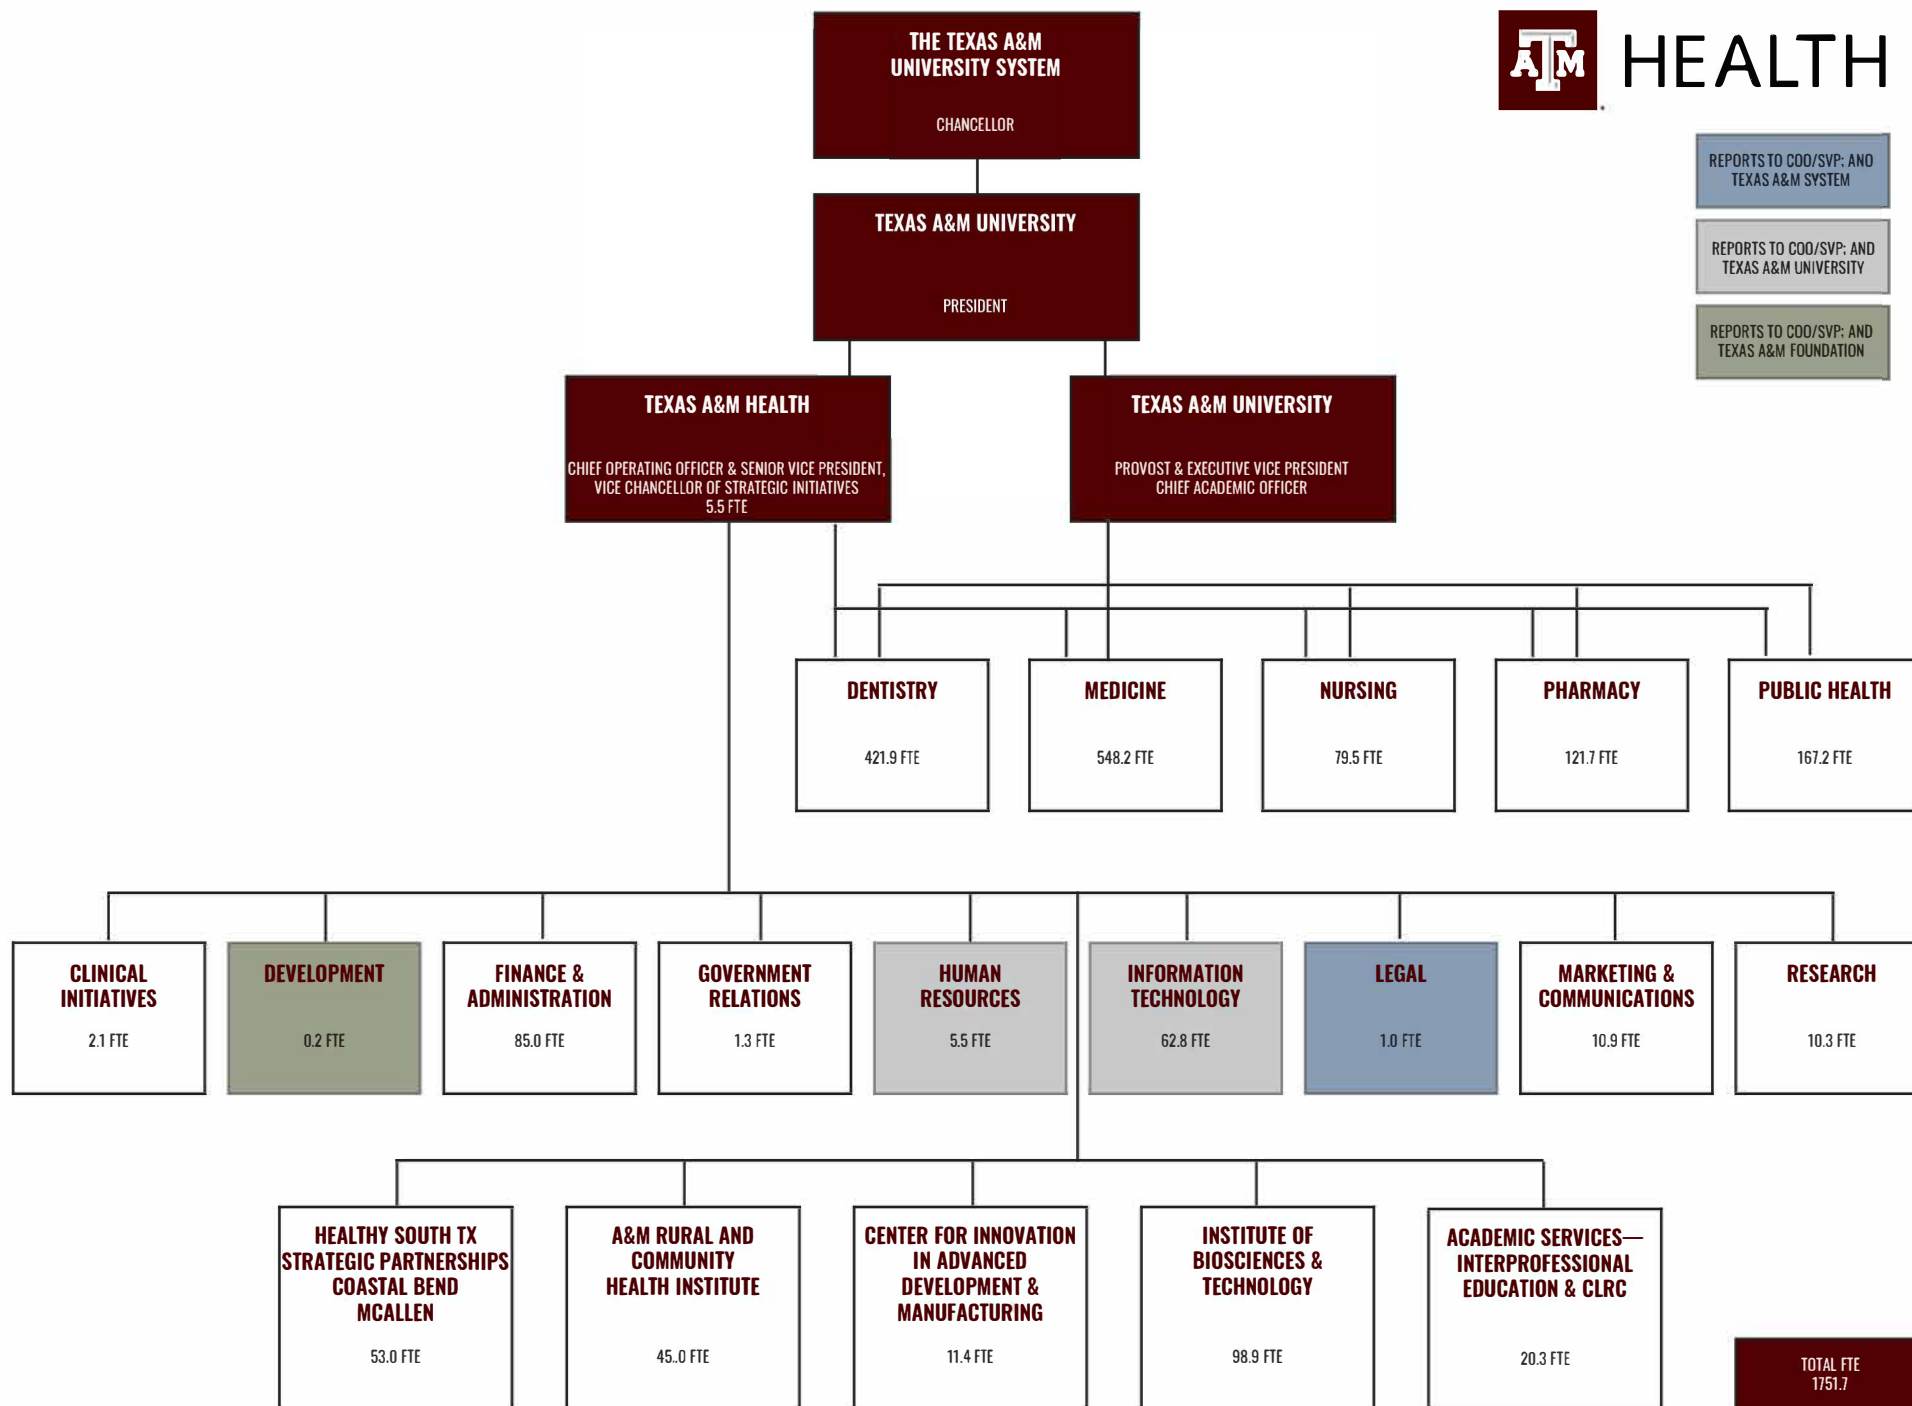 THE TEXAS A&M
UNIVERSITY SYSTEM
CHANCELLOR
ATM HEALTH
REPORTS TO COO/SVP; ANO
TEXAS A&M SYSTEM
REPORTS TO COO/SVP; AND
TEXAS A&M UNIVERSITY
REPORTS TO COO/SVP; AND
TEXAS A&M FOUNDATION
TEXAS A&M UNIVERSITY
PRESIDENT
TEXAS A&M HEALTH
CHIEF OPERATING OFFICER & SENIOR VICE PRESIDENT,
VICE CHANCELLOR OF STRATEGIC INITIATIVES
5.5 FTE
TEXAS A&M UNIVERSITY
PROVOST & EXECUTIVE VICE PRESIDENT
CHIEF ACADEMIC OFFICER
DENTISTRY
421.9 FTE
MEDICINE
548.2 FTE
NURSING
79.5 FTE
PHARMACY
121.7 FTE
PUBLIC HEALTH
167.2 FTE
CLINICAL
INITIATIVES
2.1 FTE
DEVELOPMENT
0.2 FTE
FINANCE &
ADMINISTRATION
85.0 FTE
GOVERNMENT
RELATIONS
1.3 FTE
HUMAN
RESOURCES
5.5 FTE
INFORMATION
TECHNOLOGY
62.8 FTE
LEGAL
1.0 FTE
MARKETING &
COMMUNICATIONS
10.9 FTE
RESEARCH
10.3 FTE
HEALTHY SOUTH TX
STRATEGIC PARTNERSHIPS
COASTAL BEND
MCALLEN
53.0 FTE
A&M RURAL AND
COMMUNITY
HEALTH INSTITUTE
45..0 FTE
CENTER FOR INNOVATION
IN ADVANCED
DEVELOPMENT &
MANUFACTURING
11.4 FTE
INSTITUTE OF
BIOSCIENCES &
TECHNOLOGY
98.9 FTE
ACADEMIC SERVICES—
INTERPROFESSIONAL
EDUCATION & CLRC
20.3 FTE
TOTAL FTE
1751.7